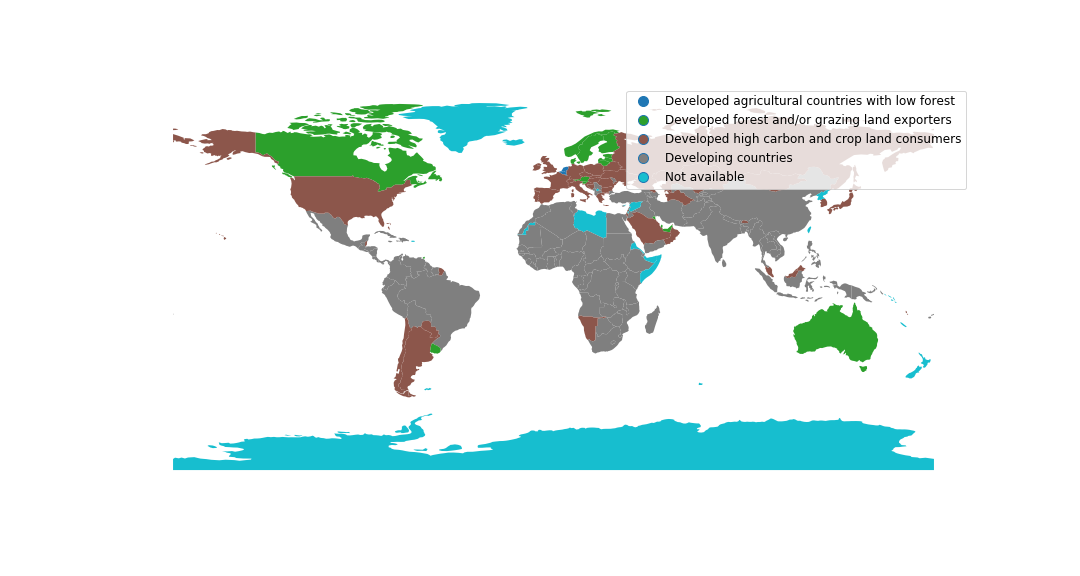 Developed agricultural countries with low forest
Developed forest and/or grazing land exporters
Developed high carbon and crop land consumers
Developing countries
Not available